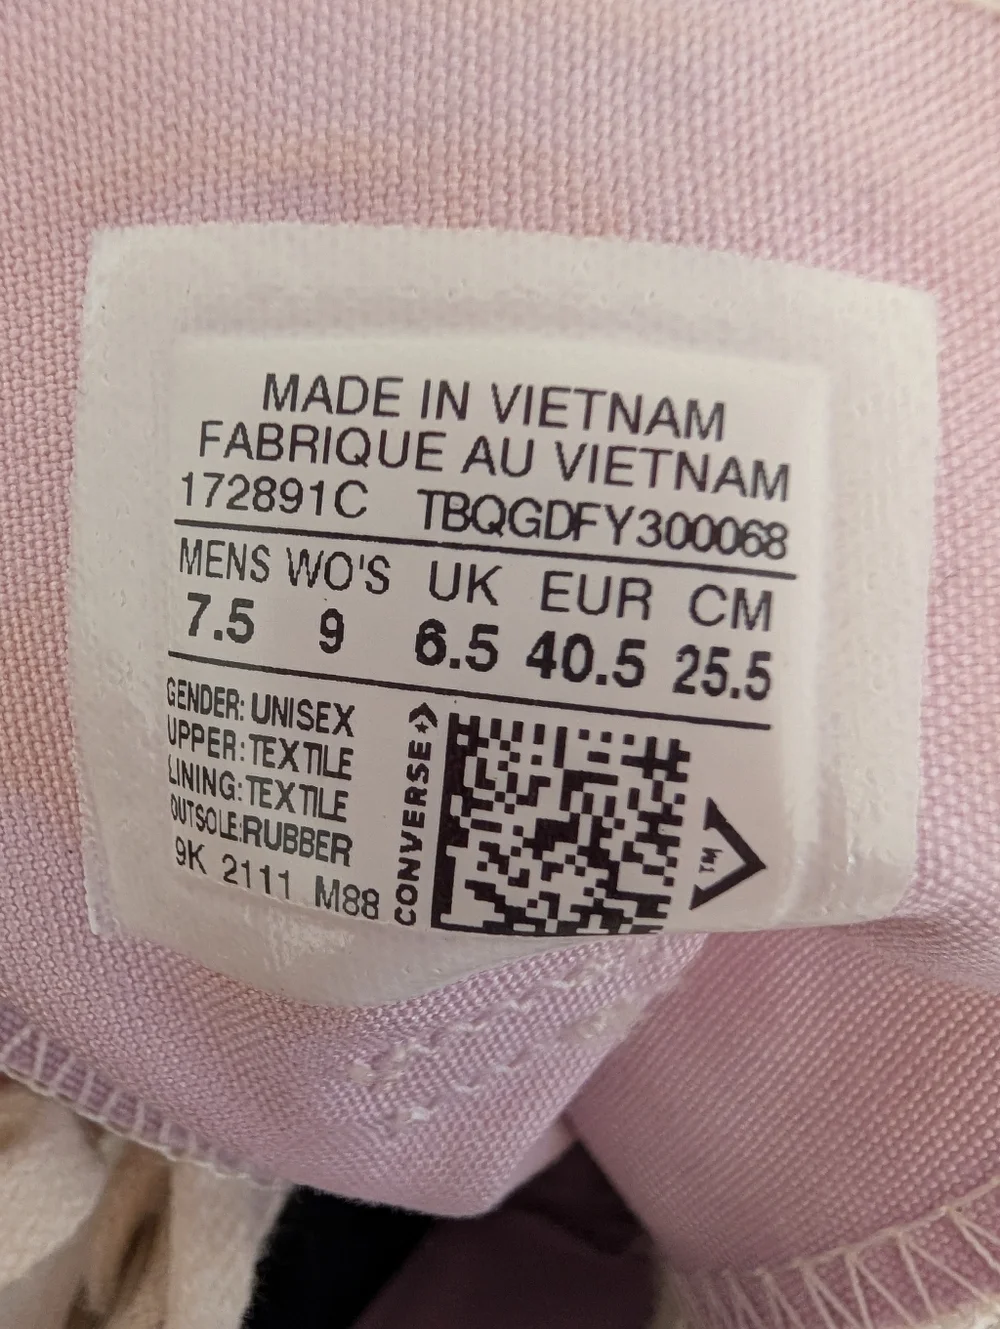 MADE IN VIETNAM
FABRIQUE AU VIETNAM
172891C TBQGDFY300068
MENS WO'S UK EUR CM
7.5 9 6.5 40.5 25.5
GENDER: UNISEX
UPPER: TEXTILE
LINING: TEXTILE
OUTSOLE: RUBBER
9K 2111 M88
CONVERSE
TM